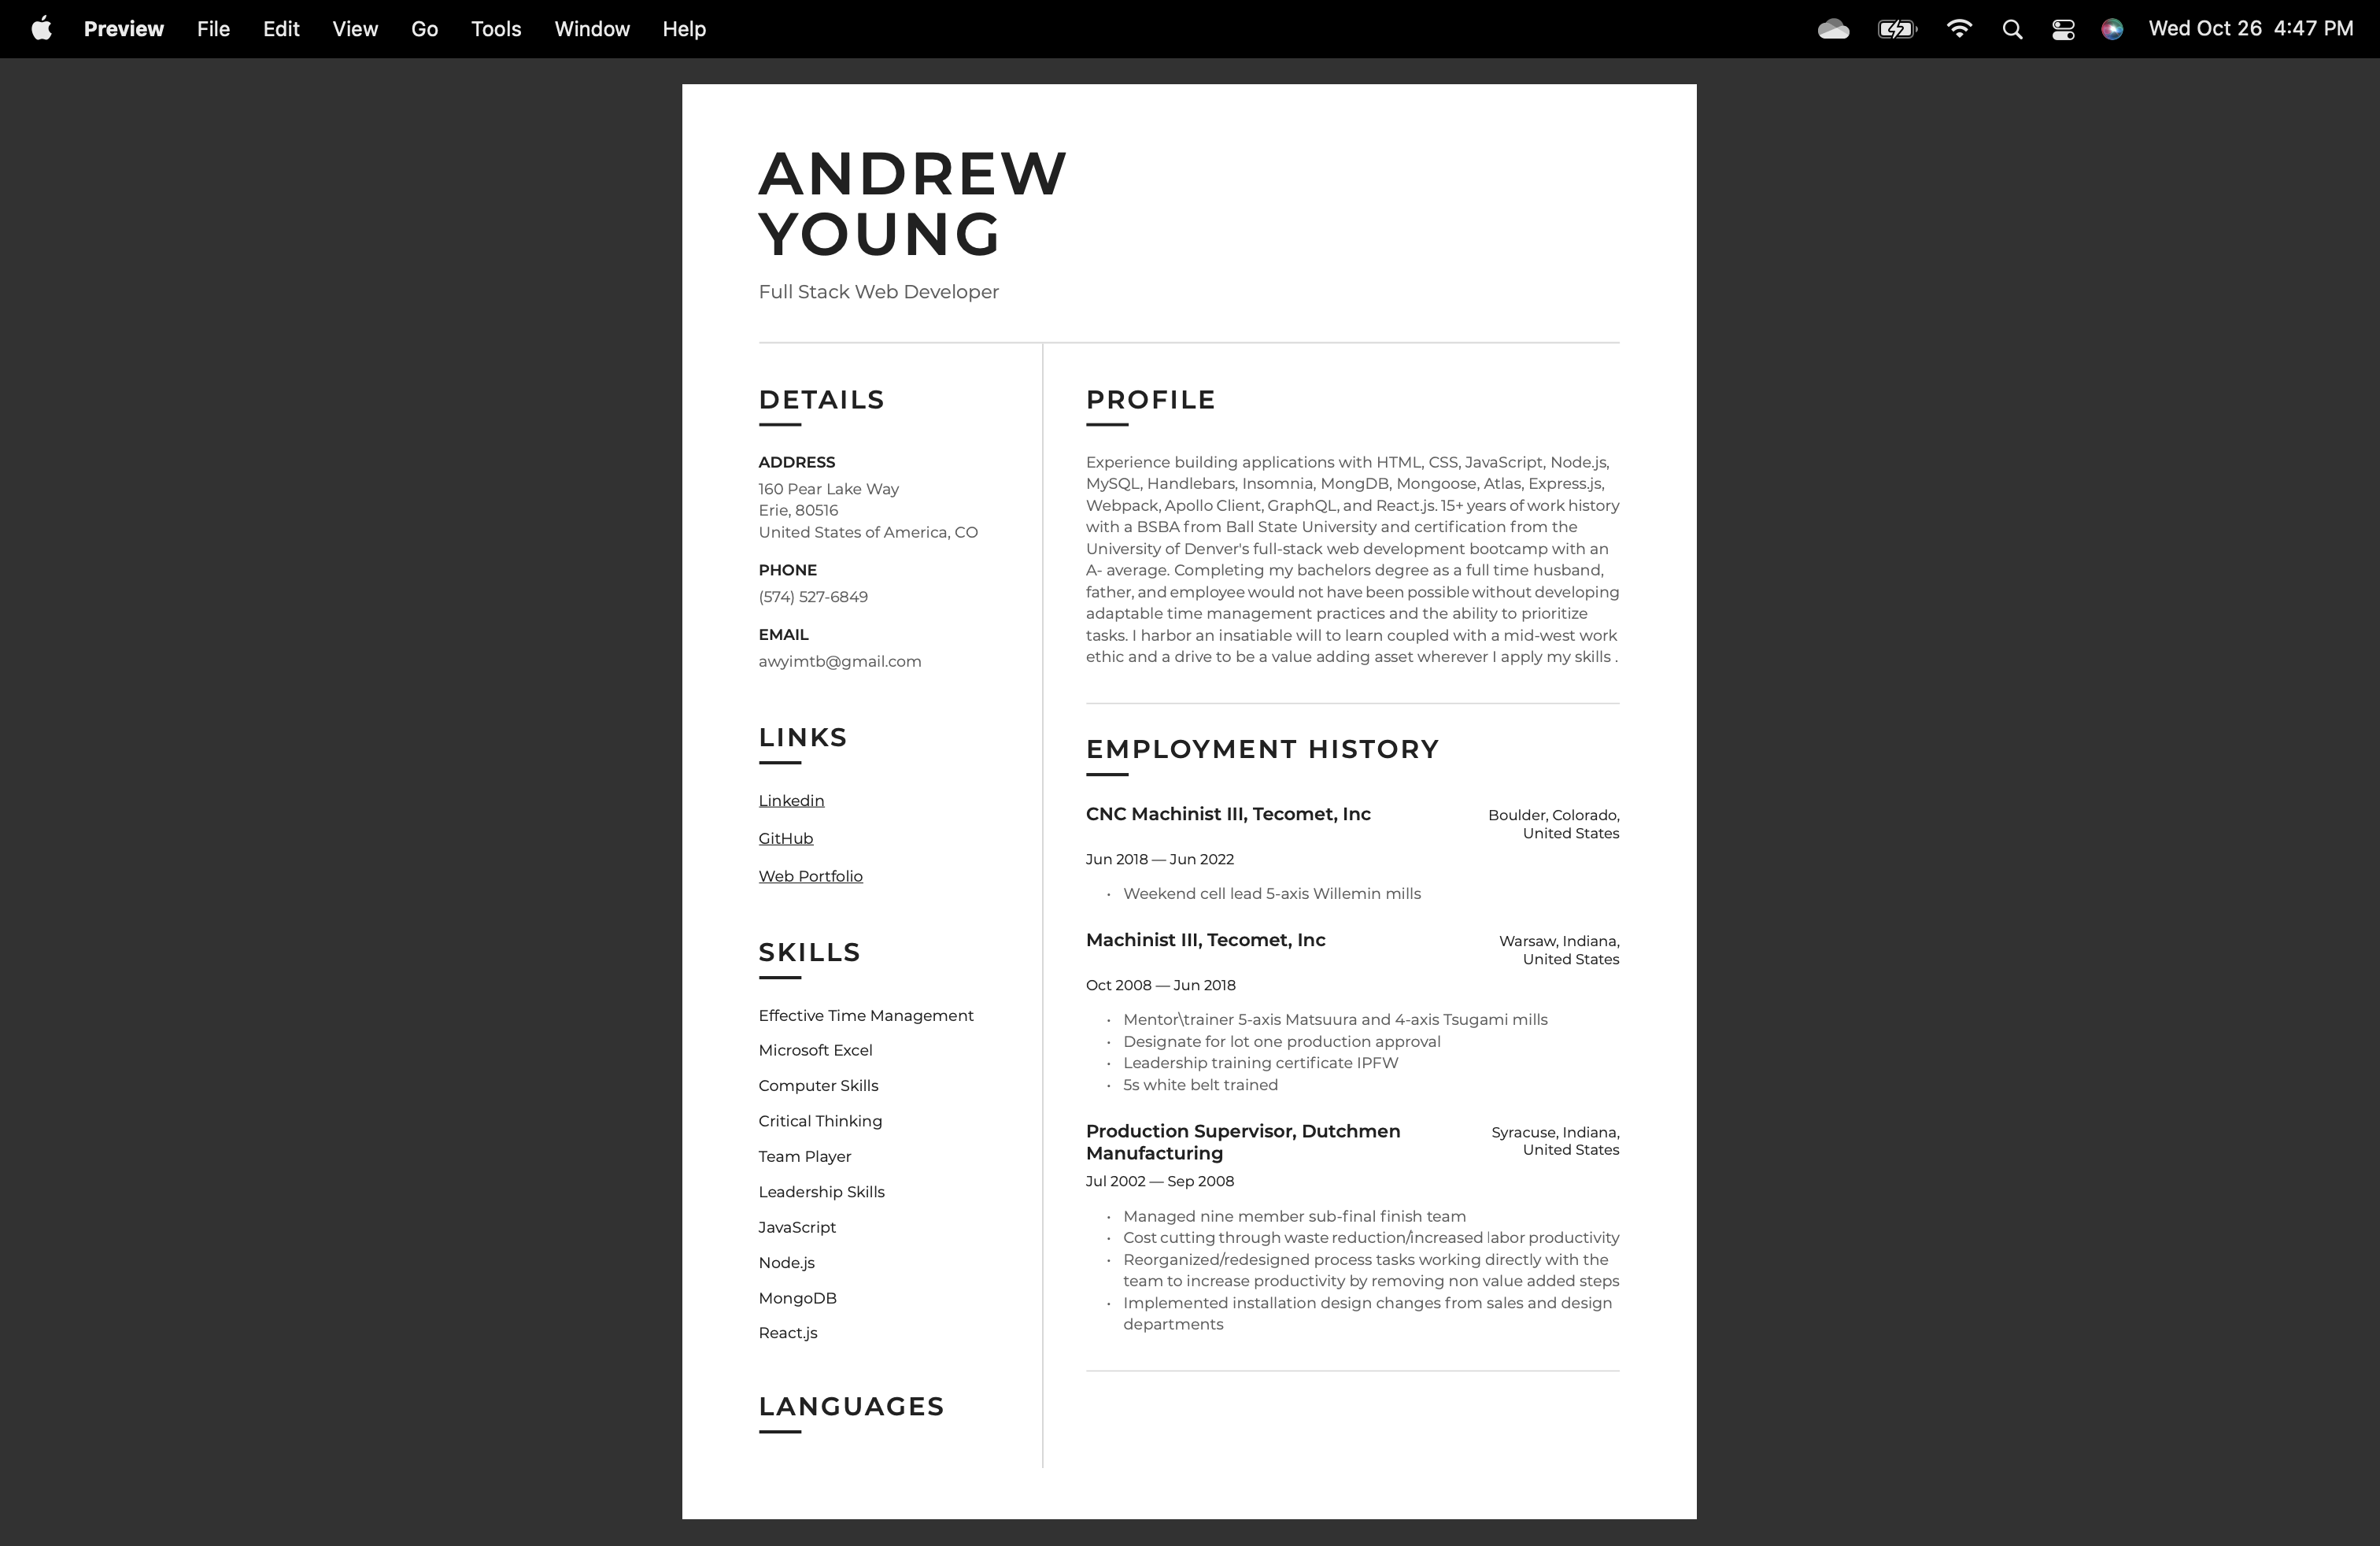 Preview File Edit View Go Tools Window Help
Wed Oct 26 4:47 PM
ANDREW
YOUNG
Full Stack Web Developer
DETAILS
ADDRESS
160 Pear Lake Way
Erie, 80516
United States of America, CO
PHONE
(574) 527-6849
EMAIL
awyimtb@gmail.com
LINKS
Linkedin
GitHub
Web Portfolio
SKILLS
Effective Time Management
Microsoft Excel
Computer Skills
Critical Thinking
Team Player
Leadership Skills
JavaScript
Node.js
MongoDB
React.js
LANGUAGES
PROFILE
Experience building applications with HTML, CSS, JavaScript, Node.js,
MySQL, Handlebars, Insomnia, MongDB, Mongoose, Atlas, Express.js,
Webpack, Apollo Client, GraphQL, and React.js. 15+ years of work history
with a BSBA from Ball State University and certification from the
University of Denver's full-stack web development bootcamp with an
A- average. Completing my bachelors degree as a full time husband,
father, and employee would not have been possible without developing
adaptable time management practices and the ability to prioritize
tasks. I harbor an insatiable will to learn coupled with a mid-west work
ethic and a drive to be a value adding asset wherever I apply my skills .
EMPLOYMENT HISTORY
CNC Machinist III, Tecomet, Inc
Boulder, Colorado,
United States
Jun 2018 — Jun 2022
• Weekend cell lead 5-axis Willemin mills
Machinist III, Tecomet, Inc
Warsaw, Indiana,
United States
Oct 2008 — Jun 2018
• Mentor\trainer 5-axis Matsuura and 4-axis Tsugami mills
• Designate for lot one production approval
• Leadership training certificate IPFW
• 5s white belt trained
Production Supervisor, Dutchmen
Manufacturing
Syracuse, Indiana,
United States
Jul 2002 — Sep 2008
• Managed nine member sub-final finish team
• Cost cutting through waste reduction/increased labor productivity
• Reorganized/redesigned process tasks working directly with the
team to increase productivity by removing non value added steps
• Implemented installation design changes from sales and design
departments